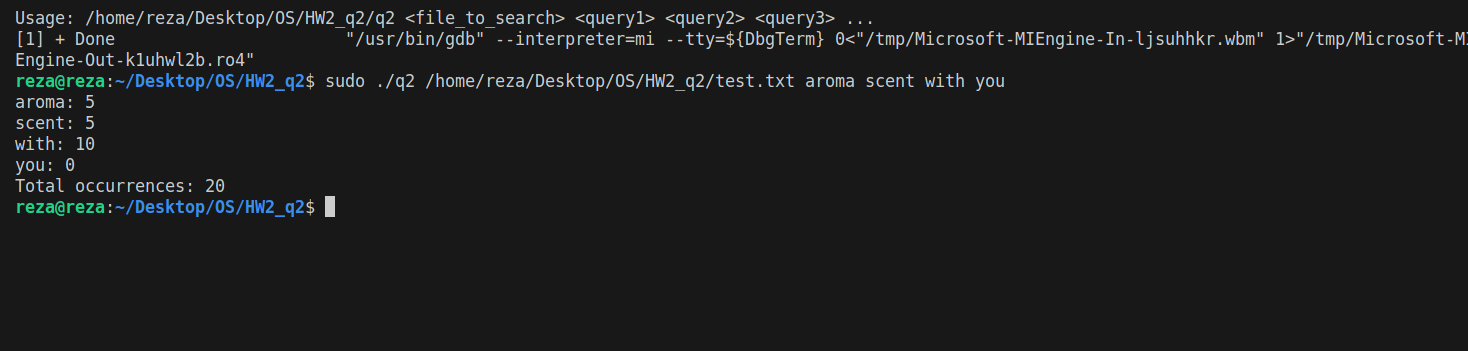 Usage: /home/reza/Desktop/OS/HW2_q2/q2 <file_to_search> <query1> <query2> <query3> ...
[1] + Done                       "/usr/bin/gdb" --interpreter=mi --tty=${DbgTerm} 0<"/tmp/Microsoft-MIEngine-In-ljsuhhkr.wbm" 1>"/tmp/Microsoft-MI
Engine-Out-k1uhwl2b.ro4"
reza@reza:~/Desktop/OS/HW2_q2$ sudo ./q2 /home/reza/Desktop/OS/HW2_q2/test.txt aroma scent with you
aroma: 5
scent: 5
with: 10
you: 0
Total occurrences: 20
reza@reza:~/Desktop/OS/HW2_q2$